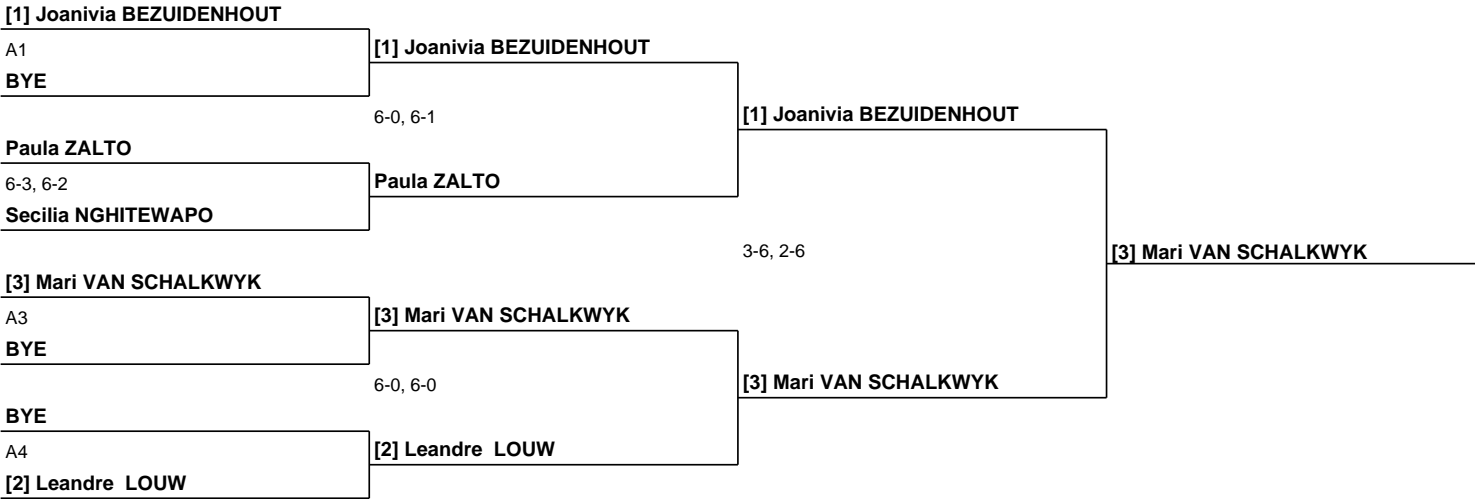 [1] Joanivia BEZUIDENHOUT
A1
BYE
Paula ZALTO
6-3, 6-2
Secilia NGHITEWAPO
[3] Mari VAN SCHALKWYK
A3
BYE
BYE
A4
[2] Leandre  LOUW
[1] Joanivia BEZUIDENHOUT
6-0, 6-1
Paula ZALTO
[3] Mari VAN SCHALKWYK
6-0, 6-0
[2] Leandre  LOUW
[1] Joanivia BEZUIDENHOUT
3-6, 2-6
[3] Mari VAN SCHALKWYK
[3] Mari VAN SCHALKWYK